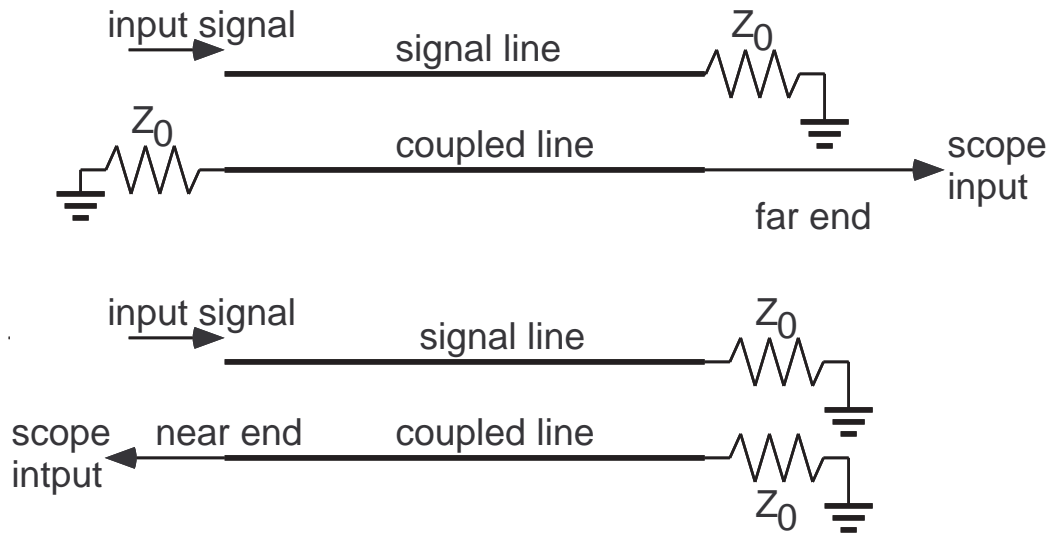 input signal
Z0
signal line
Z0
coupled line
scope
input
far end
input signal
Z0
signal line
scope
near end
coupled line
intput
Z0